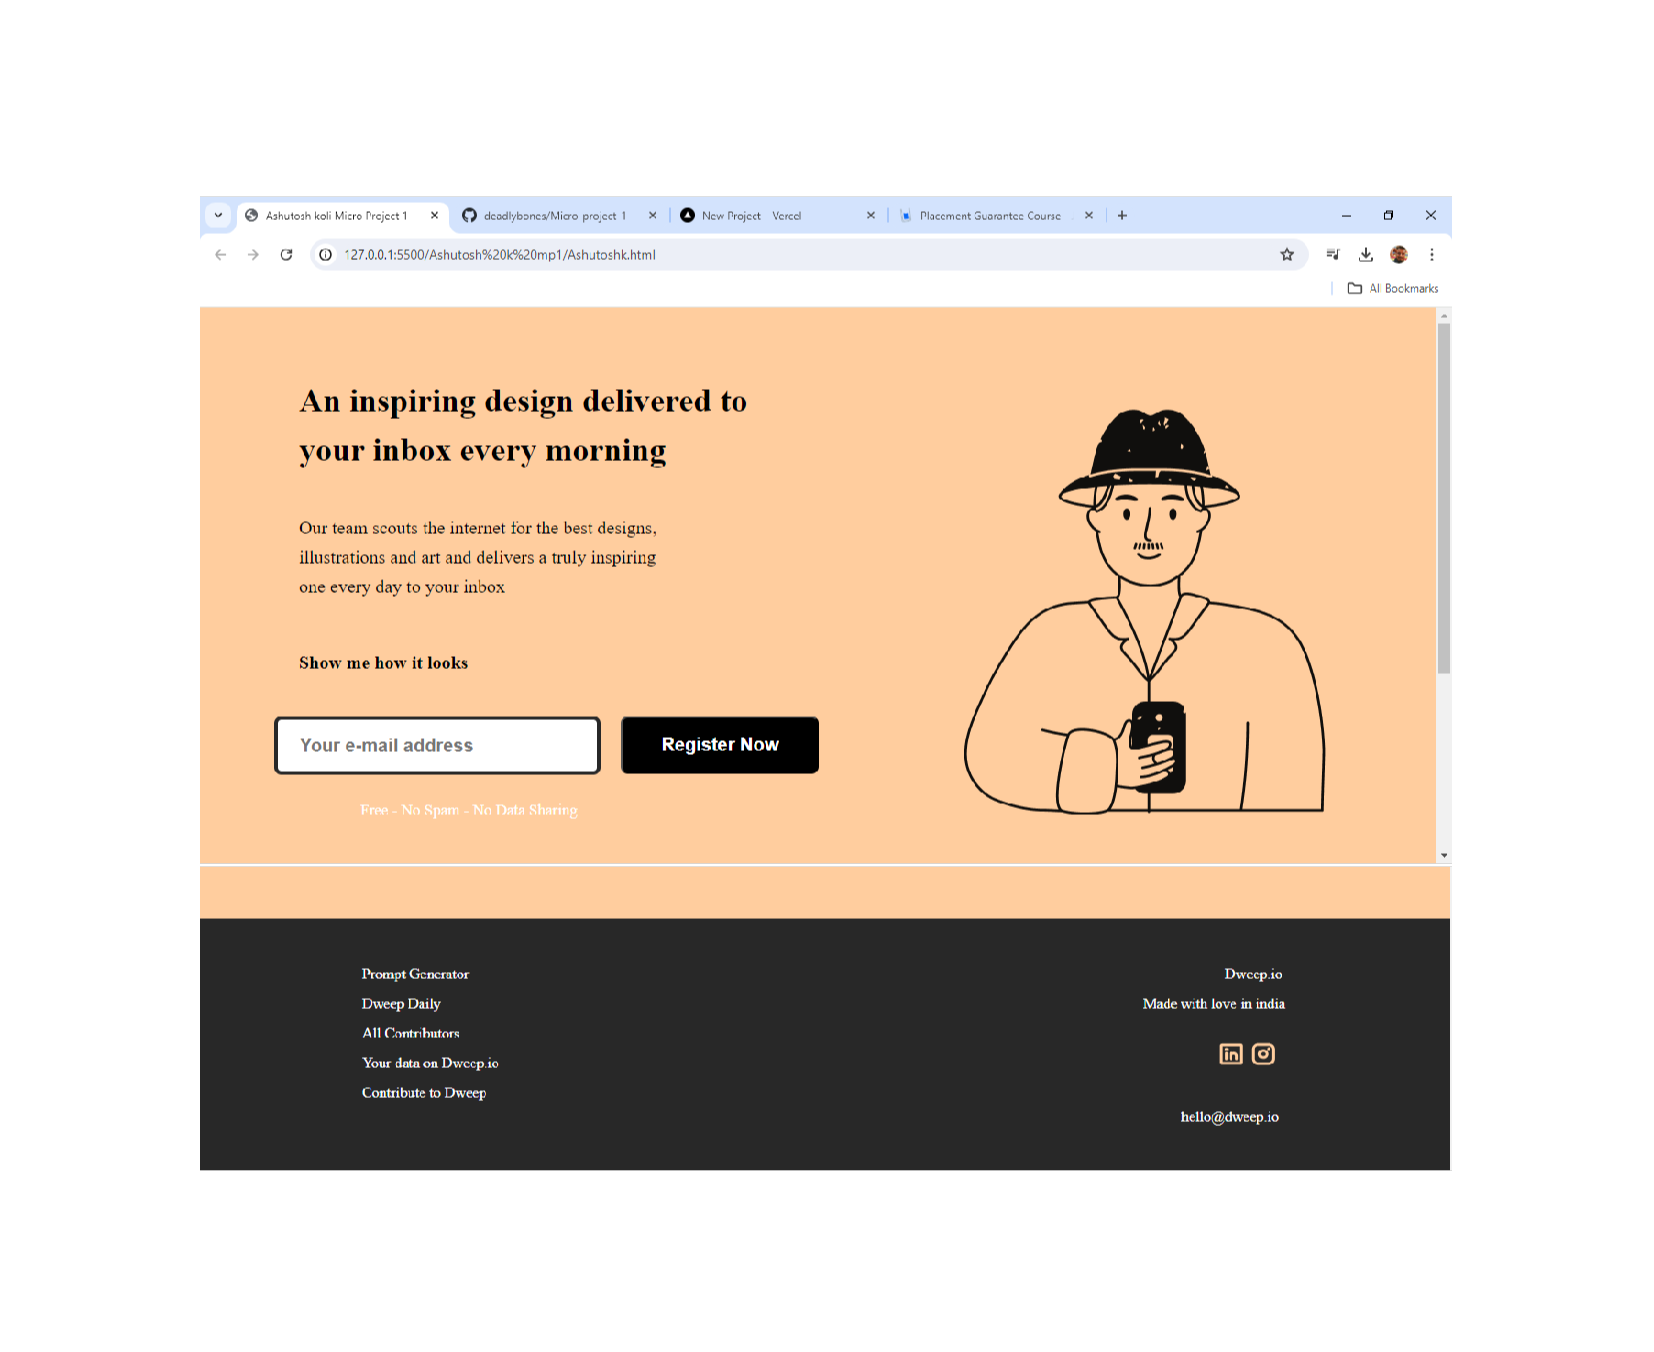 Ashutosh koli Micro Project 1
deadlybones/Micro-project-1
New Project – Vercel
Placement Guarantee Course
127.0.0.1:5500/Ashutosh%20k%20mp1/Ashutoshk.html
All Bookmarks
An inspiring design delivered to
your inbox every morning
Our team scouts the internet for the best designs,
illustrations and art and delivers a truly inspiring
one every day to your inbox
Show me how it looks
Your e-mail address
Register Now
Free - No Spam - No Data Sharing
Prompt Generator
Dweep Daily
All Contributors
Your data on Dweep.io
Contribute to Dweep
Dweep.io
Made with love in india
in
hello@dweep.io